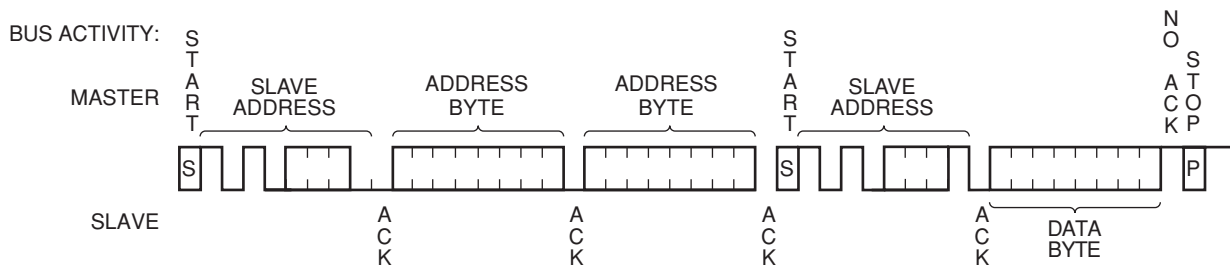 BUS ACTIVITY:
MASTER
START
SLAVE
ADDRESS
ADDRESS
BYTE
ADDRESS
BYTE
START
SLAVE
ADDRESS
NO ACK
STOP
S
S
P
SLAVE
ACK
ACK
ACK
ACK
DATA
BYTE